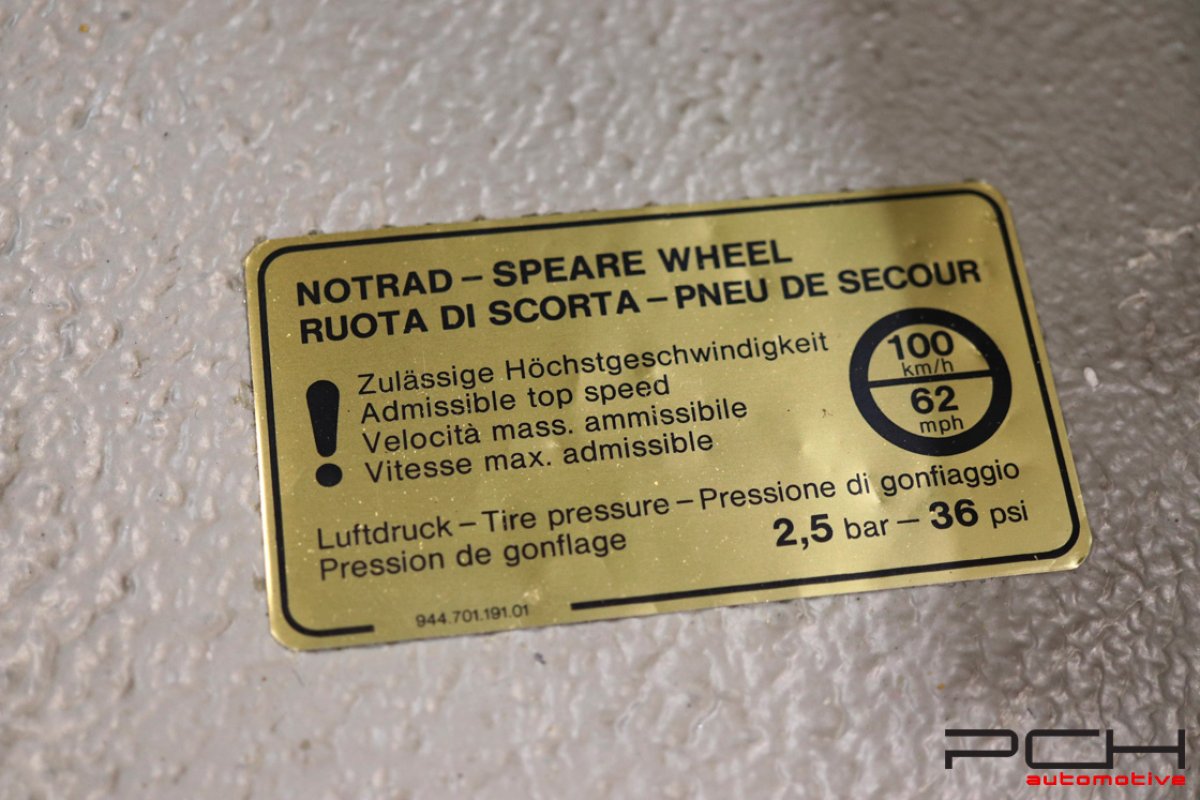 NOTRAD – SPEARE WHEEL
RUOTA DI SCORTA – PNEU DE SECOUR
Zulässige Höchstgeschwindigkeit
Admissible top speed
Velocità mass. ammissibile
Vitesse max. admissible
100
km/h
62
mph
Luftdruck – Tire pressure – Pressione di gonfiaggio
Pression de gonflage
2,5 bar – 36 psi
944.701.191.01
PCH
automotive